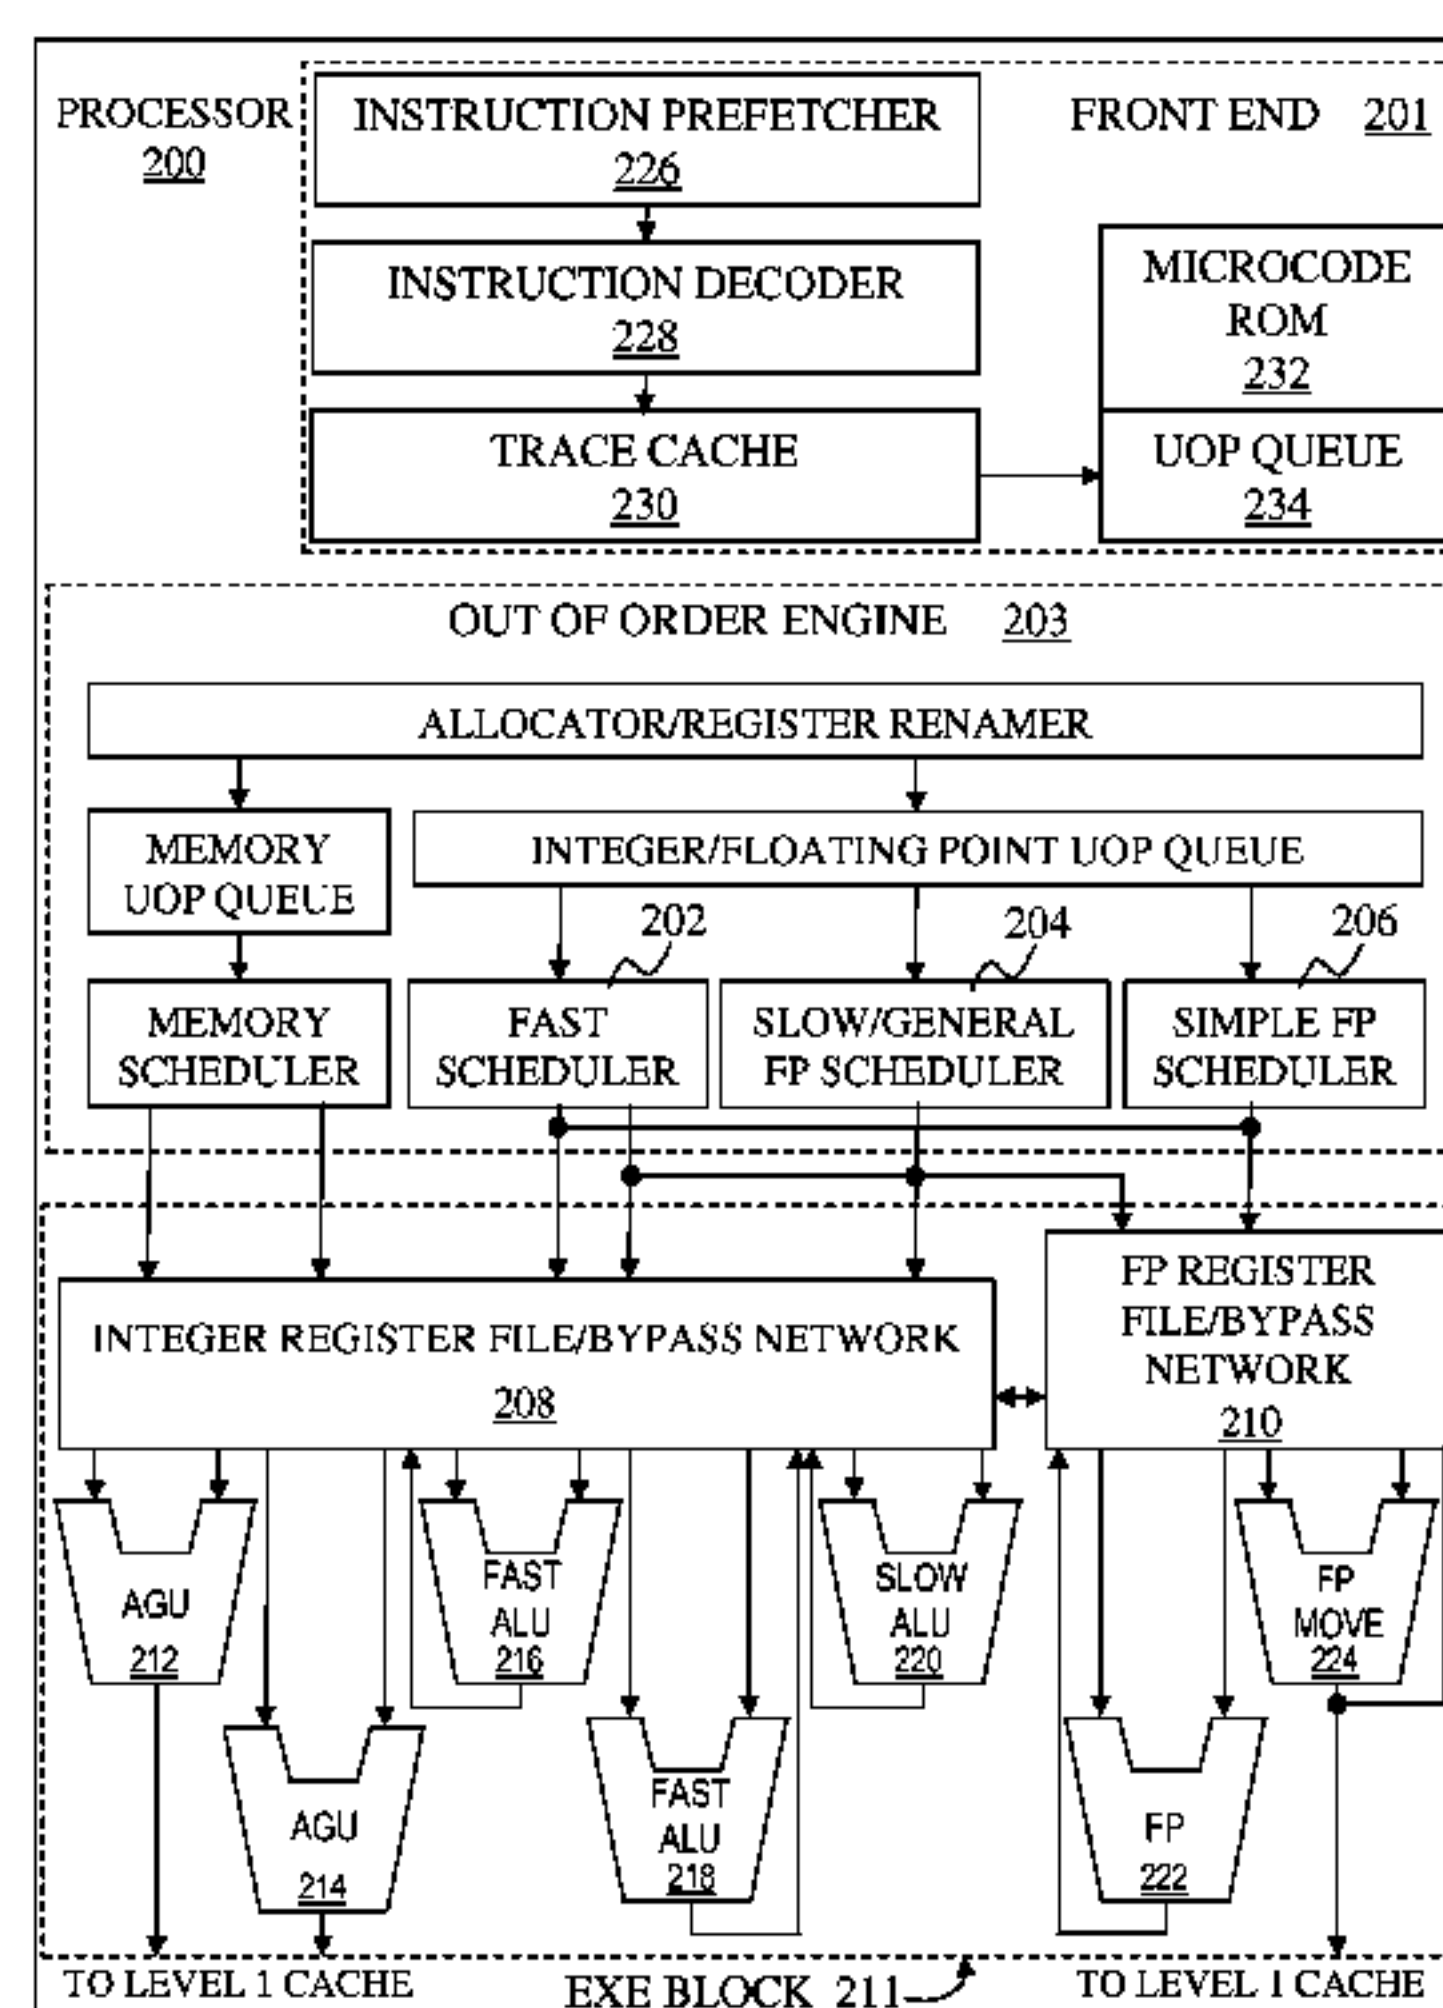 PROCESSOR
200
INSTRUCTION PREFETCHER
226
FRONT END 201
INSTRUCTION DECODER
228
MICROCODE
ROM
232
TRACE CACHE
230
UOP QUEUE
234
OUT OF ORDER ENGINE 203
ALLOCATOR/REGISTER RENAMER
MEMORY
UOP QUEUE
INTEGER/FLOATING POINT UOP QUEUE
202
204
206
MEMORY
SCHEDULER
FAST
SCHEDULER
SLOW/GENERAL
FP SCHEDULER
SIMPLE FP
SCHEDULER
INTEGER REGISTER FILE/BYPASS NETWORK
208
FP REGISTER
FILE/BYPASS
NETWORK
210
AGU
212
FAST
ALU
216
SLOW
ALU
220
FP
MOVE
224
AGU
214
FAST
ALU
218
FP
222
TO LEVEL 1 CACHE
EXE BLOCK 211
TO LEVEL 1 CACHE